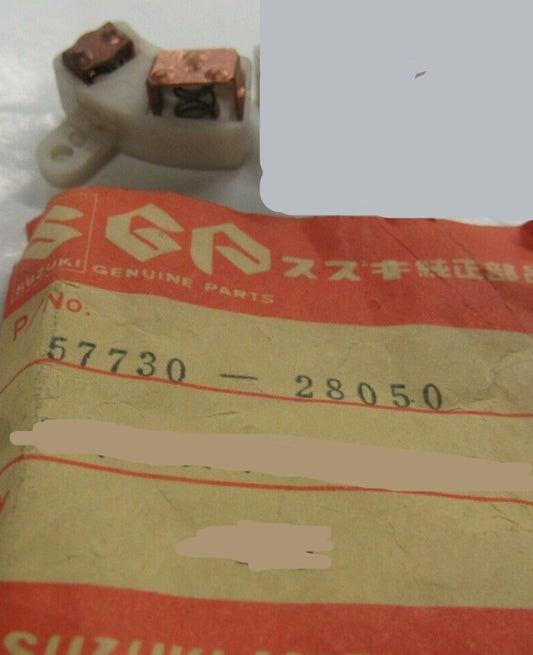 SGP スズキ純正部品
SUZUKI GENUINE PARTS
P/No.
57730 — 28050
SUZUKI